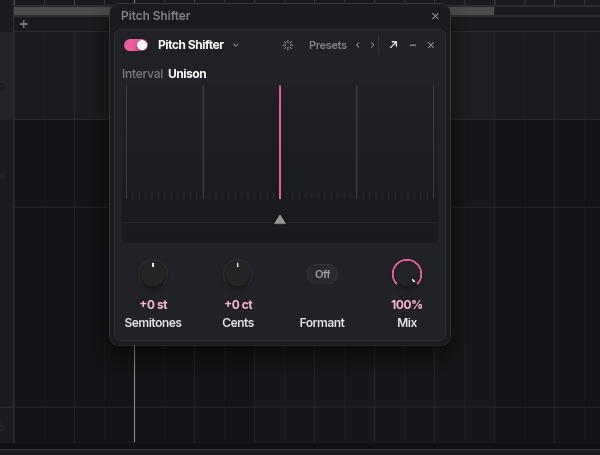 Pitch Shifter
Pitch Shifter
Presets
Interval Unison
Off
+0 st
+0 ct
100%
Semitones
Cents
Formant
Mix